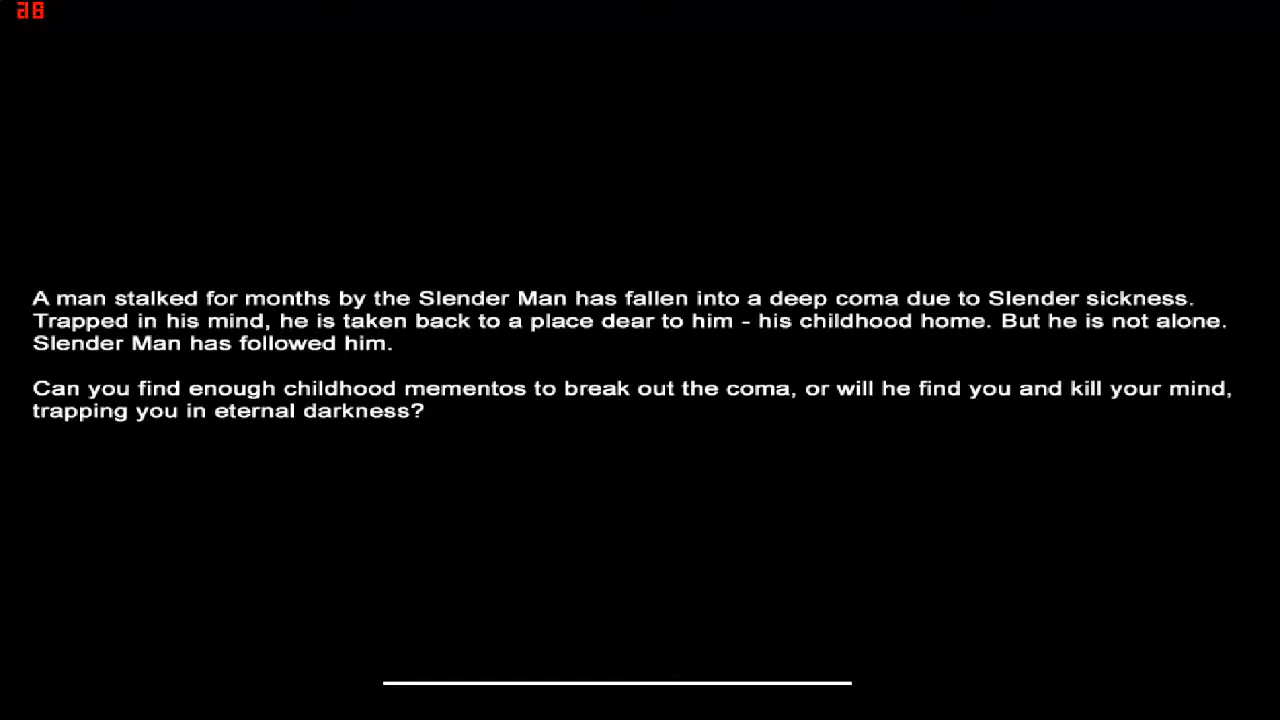 28
A man stalked for months by the Slender Man has fallen into a deep coma due to Slender sickness.
Trapped in his mind, he is taken back to a place dear to him - his childhood home. But he is not alone.
Slender Man has followed him.
Can you find enough childhood mementos to break out the coma, or will he find you and kill your mind,
trapping you in eternal darkness?